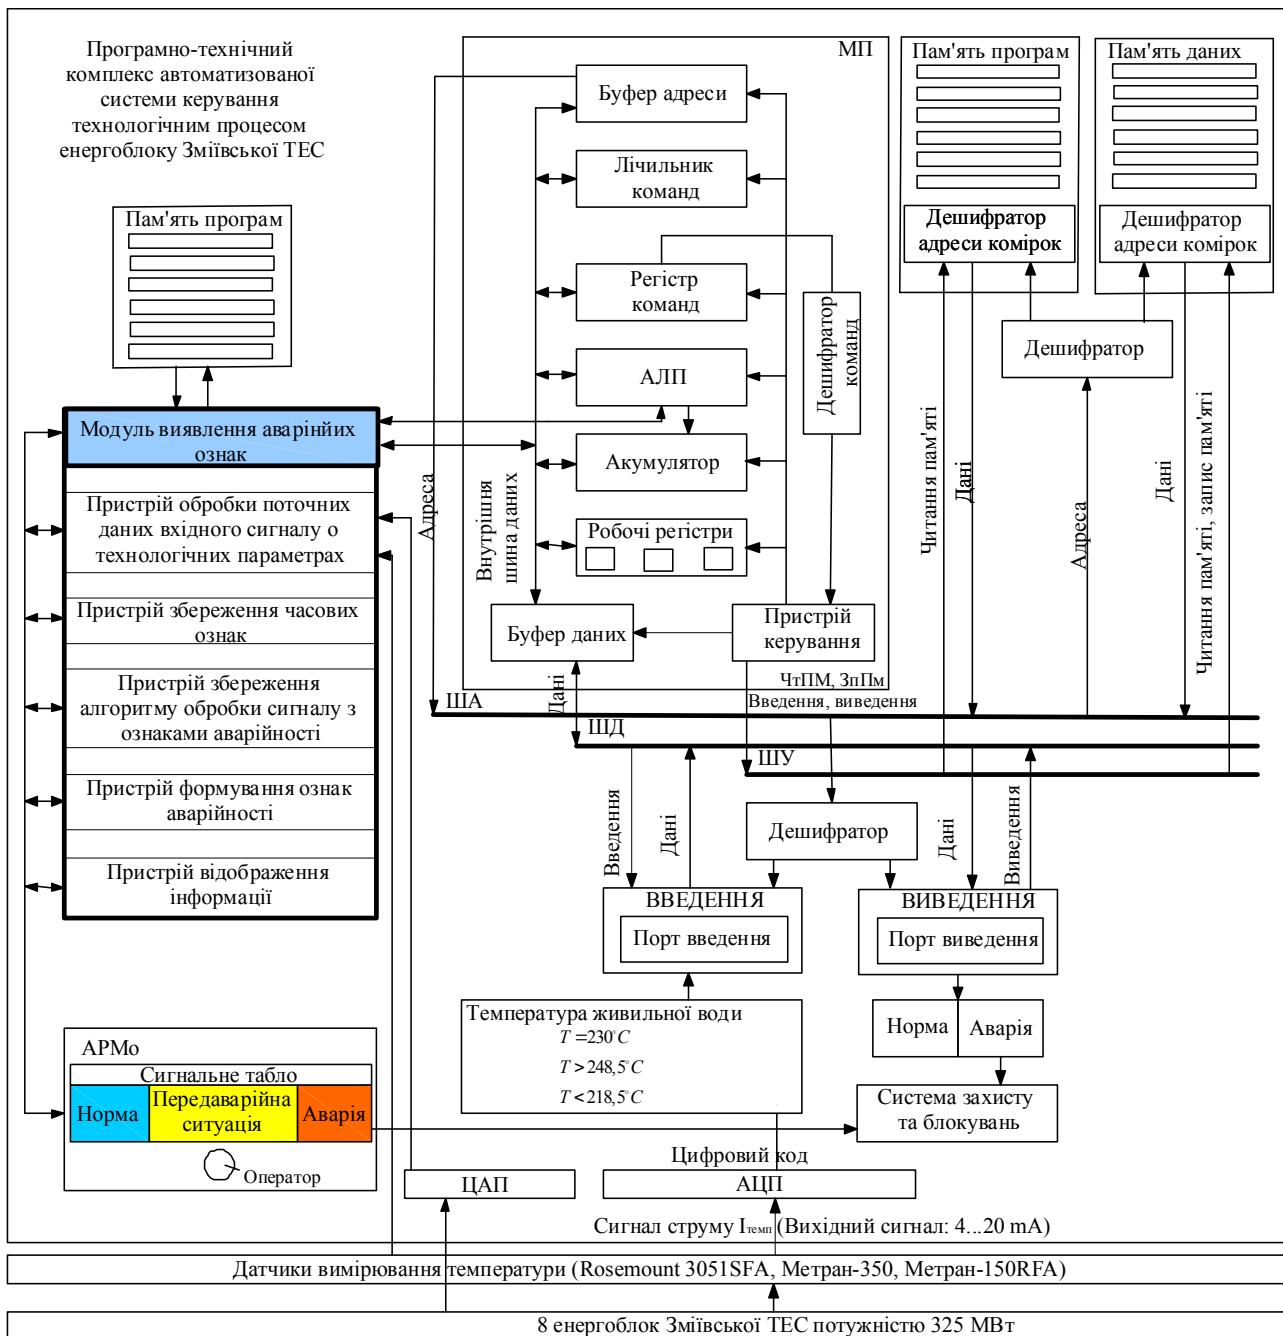 Програмно-технічний
комплекс автоматизованої
системи керування
технологічним процесом
енергоблоку Зміївської ТЕС
МП
Буфер адреси
Лічильник
команд
Регістр
команд
АЛП
Акумулятор
Робочі регістри
Буфер даних
Пристрій
керування
Дешифратор
команд
Внутрішня
шина даних
Адреса
Дані
ЧтПМ, ЗпПм
Введення, виведення
Пам'ять програм
Дешифратор
адреси комірок
Пам'ять даних
Дешифратор
адреси комірок
Дешифратор
Читання пам'яті
Дані
Адреса
Дані
Читання пам'яті, запис пам'яті
Пам'ять програм
Модуль виявлення аварінйих
ознак
Пристрій обробки поточних
даних вхідного сигналу о
технологічних параметрах
Пристрій збереження часових
ознак
Пристрій збереження
алгоритму обробки сигналу з
ознаками аварійності
Пристрій формування ознак
аварійності
Пристрій відображення
інформації
ША
ШД
ШУ
Введення
Дані
Дешифратор
Дані
Виведення
ВВЕДЕННЯ
Порт введення
ВИВЕДЕННЯ
Порт виведення
Температура живильної води
T=230°C
T>248,5°C
T<218,5°C
Норма
Аварія
Система захисту
та блокувань
АРМо
Сигнальне табло
Норма
Передаварійна
ситуація
Аварія
Оператор
Цифровий код
ЦАП
АЦП
Сигнал струму Iтемп (Вихідний сигнал: 4...20 mA)
Датчики вимірювання температури (Rosemount 3051SFA, Метран-350, Метран-150RFA)
8 енергоблок Зміївської ТЕС потужністю 325 МВт